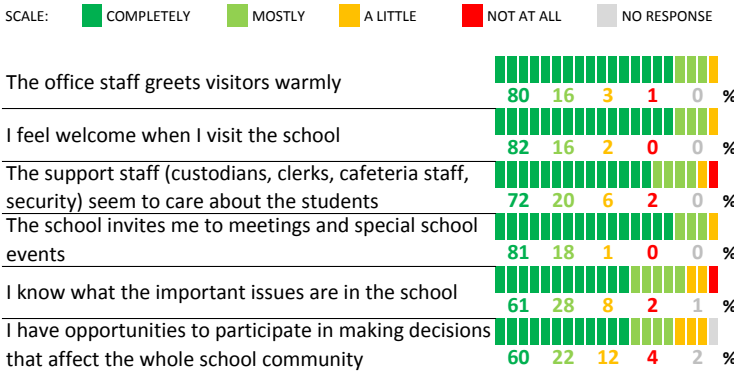 SCALE: COMPLETELY MOSTLY A LITTLE NOT AT ALL NO RESPONSE
The office staff greets visitors warmly
80 16 3 1 0 %
I feel welcome when I visit the school
82 16 2 0 0 %
The support staff (custodians, clerks, cafeteria staff,
security) seem to care about the students
72 20 6 2 0 %
The school invites me to meetings and special school
events
81 18 1 0 0 %
I know what the important issues are in the school
61 28 8 2 1 %
I have opportunities to participate in making decisions
that affect the whole school community
60 22 12 4 2 %